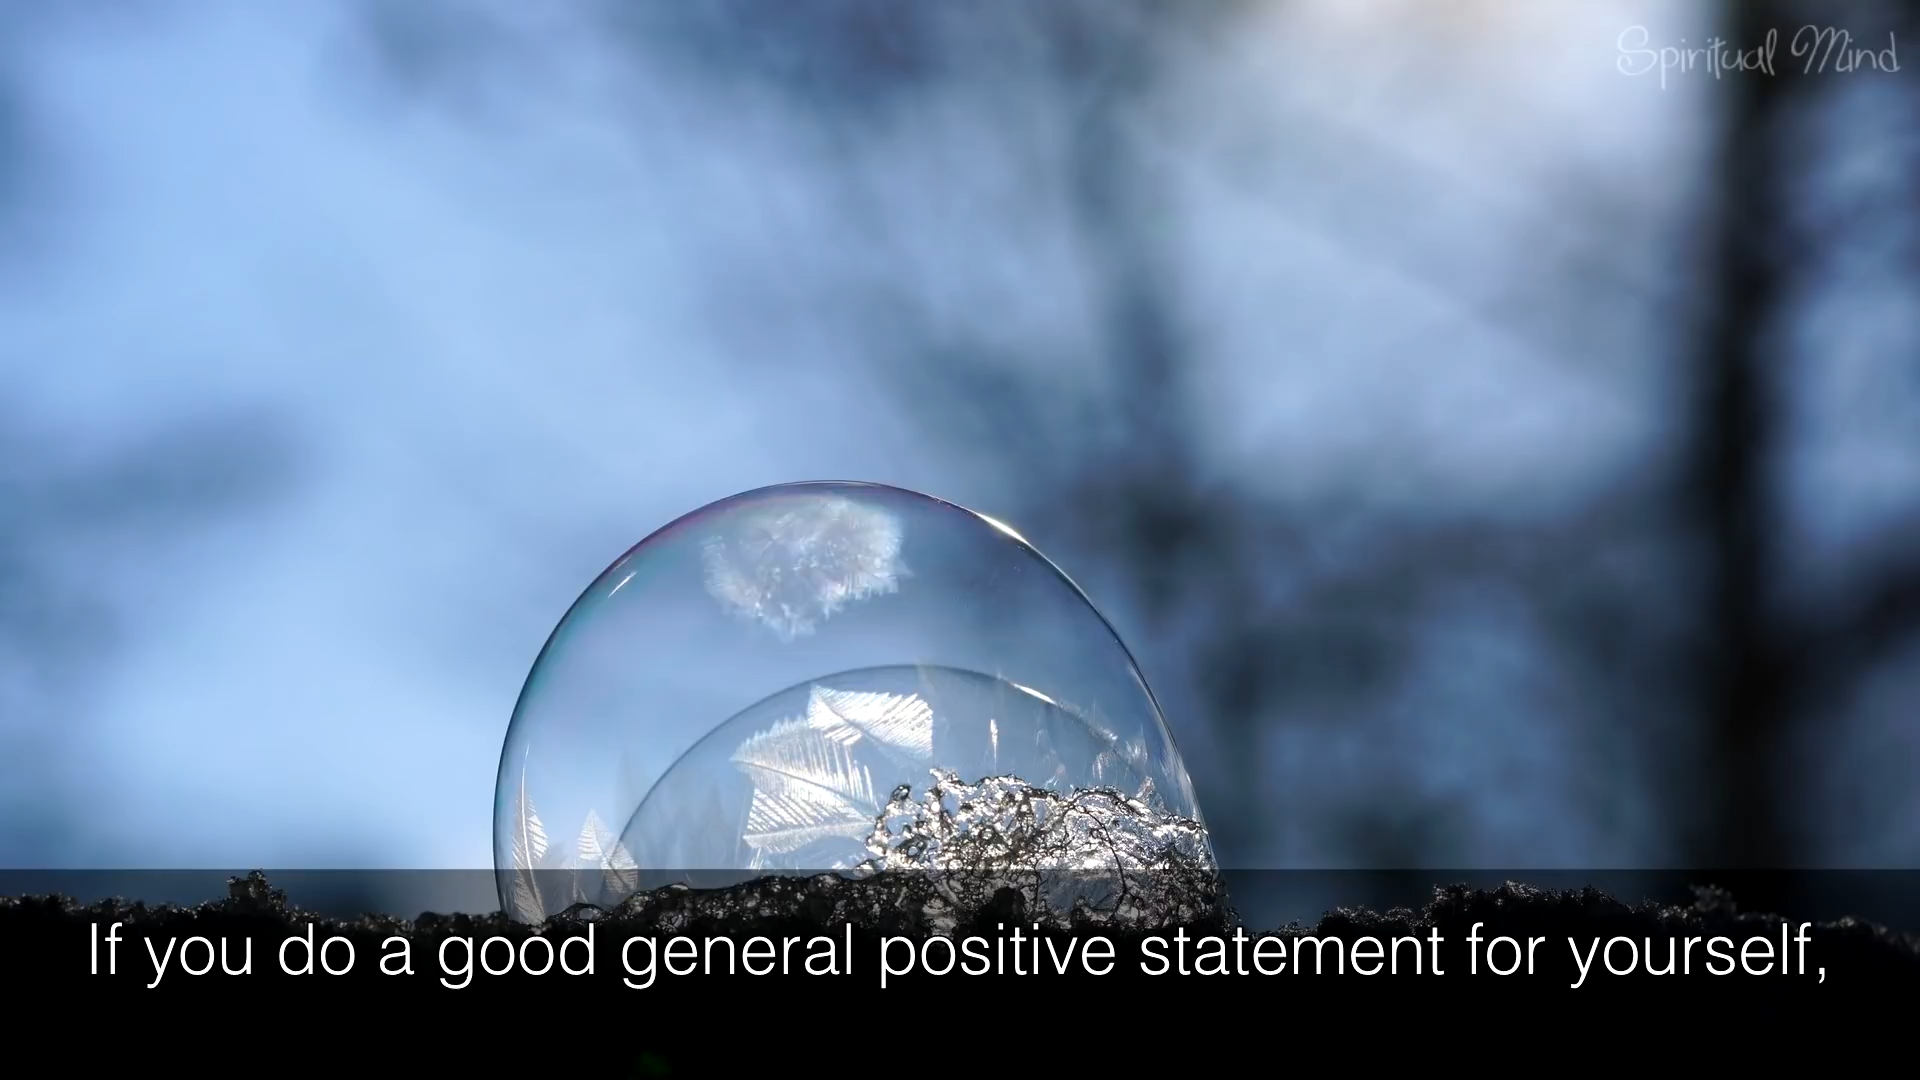 Spiritual Mind
If you do a good general positive statement for yourself,